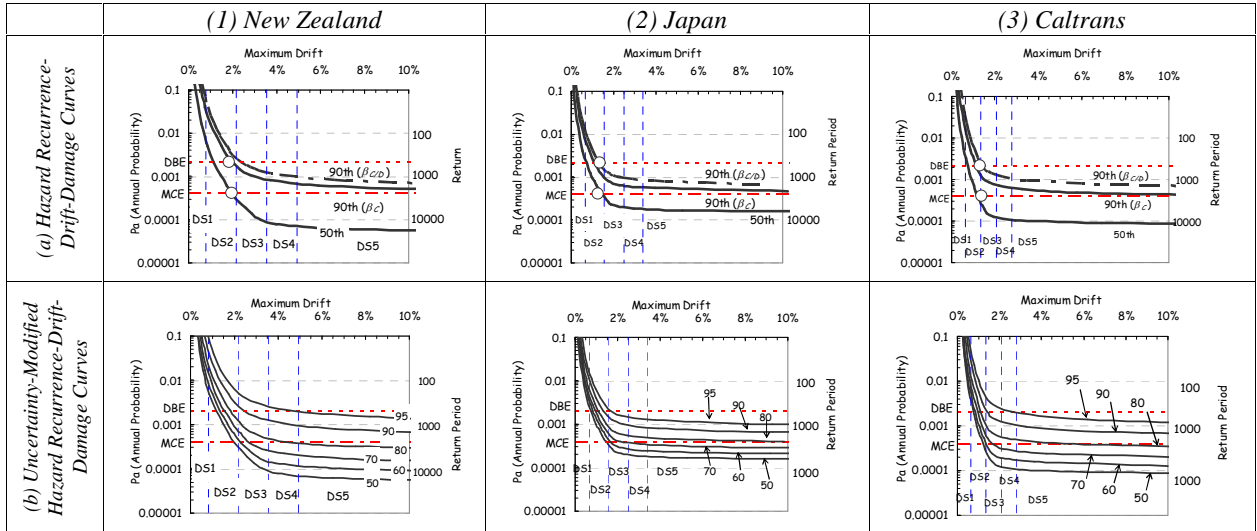 (1) New Zealand
(2) Japan
(3) Caltrans
(a) Hazard Recurrence-
Drift-Damage Curves
Maximum Drift
0% 2% 4% 6% 8% 10%
Pa (Annual Probability)
0.1
0.01
DBE
0.001
MCE
0.0001
0.00001
100
1000
10000
Return
90th (βC/D)
90th (βC)
50th
DS1
DS2 DS3 DS4 DS5
Maximum Drift
0% 2% 4% 6% 8% 10%
Pa (Annual Probability)
0.1
0.01
DBE
0.001
MCE
0.0001
0.00001
100
1000
10000
Return Period
90th (βC/D)
90th (βC)
50th
DS1
DS2
DS3
DS4
DS5
Maximum Drift
0% 2% 4% 6% 8% 10%
Pa (Annual Probability)
0.1
0.01
DBE
0.001
MCE
0.0001
0.00001
100
1000
10000
Return Period
90th (βC/D)
90th (βC)
50th
DS1
DS2
DS3
DS4
DS5
(b) Uncertainty-Modified
Hazard Recurrence-Drift-
Damage Curves
Maximum Drift
0% 2% 4% 6% 8% 10%
Pa (Annual Probability)
0.1
0.01
DBE
0.001
MCE
0.0001
0.00001
100
1000
10000
Return Period
95
90
80
70
60
50
DS1
DS2 DS3 DS4 DS5
Maximum Drift
0% 2% 4% 6% 8% 10%
Pa (Annual Probability)
0.1
0.01
DBE
0.001
MCE
0.0001
0.00001
100
1000
1000
Return Period
95
90
80
70
60
50
DS1
DS2
DS3
DS4
DS5
Maximum Drift
0% 2% 4% 6% 8% 10%
Pa (Annual Probability)
0.1
0.01
DBE
0.001
MCE
0.0001
0.00001
100
1000
1000
Return Period
95
90
80
70
60
50
DS1
DS2
DS3
DS4
DS5